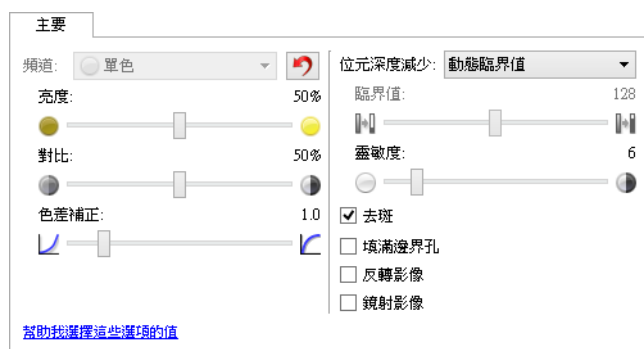 主要
頻道: 單色
亮度: 50%
對比: 50%
色差補正: 1.0
幫助我選擇這些選項的值
位元深度減少: 動態臨界值
臨界值: 128
靈敏度: 6
去斑
填滿邊界孔
反轉影像
鏡射影像